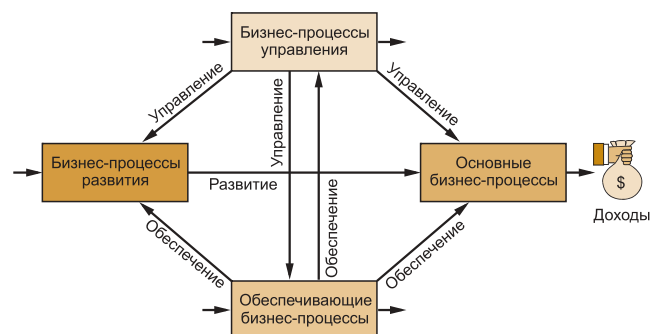 Бизнес-процессы
управления
Управление
Управление
Управление
Бизнес-процессы
развития
Развитие
Основные
бизнес-процессы
$
Доходы
Обеспечение
Обеспечение
Обеспечение
Обеспечивающие
бизнес-процессы